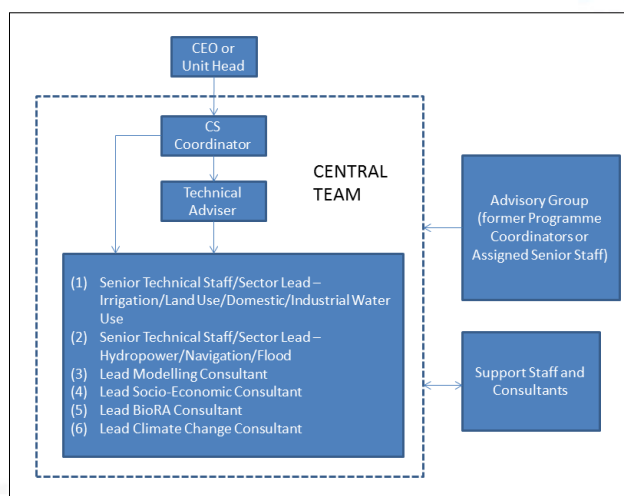 CEO or
Unit Head
CS
Coordinator
CENTRAL
TEAM
Technical
Adviser
Advisory Group
(former Programme
Coordinators or
Assigned Senior Staff)
(1) Senior Technical Staff/Sector Lead –
Irrigation/Land Use/Domestic/Industrial Water
Use
(2) Senior Technical Staff/Sector Lead –
Hydropower/Navigation/Flood
(3) Lead Modelling Consultant
(4) Lead Socio-Economic Consultant
(5) Lead BioRA Consultant
(6) Lead Climate Change Consultant
Support Staff and
Consultants